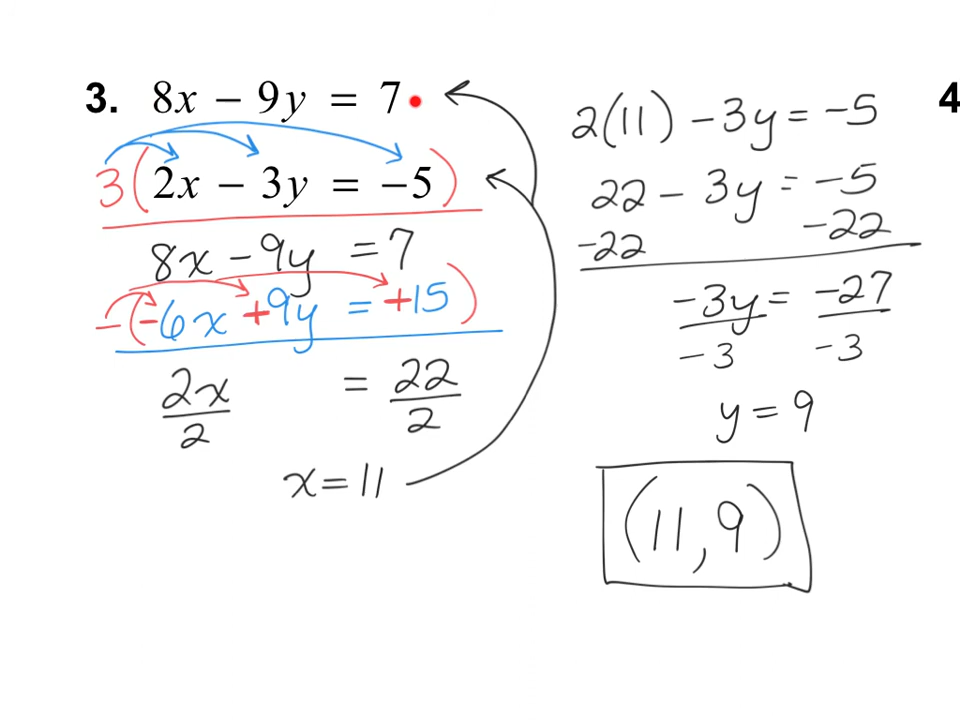 3. 8x − 9y = 7
3(2x − 3y = −5)
8x − 9y = 7
−(−6x + 9y = +15)
2x/2 = 22/2
x = 11
2(11) − 3y = −5
22 − 3y = −5
−22 −22
−3y/−3 = −27/−3
y = 9
(11, 9)
4